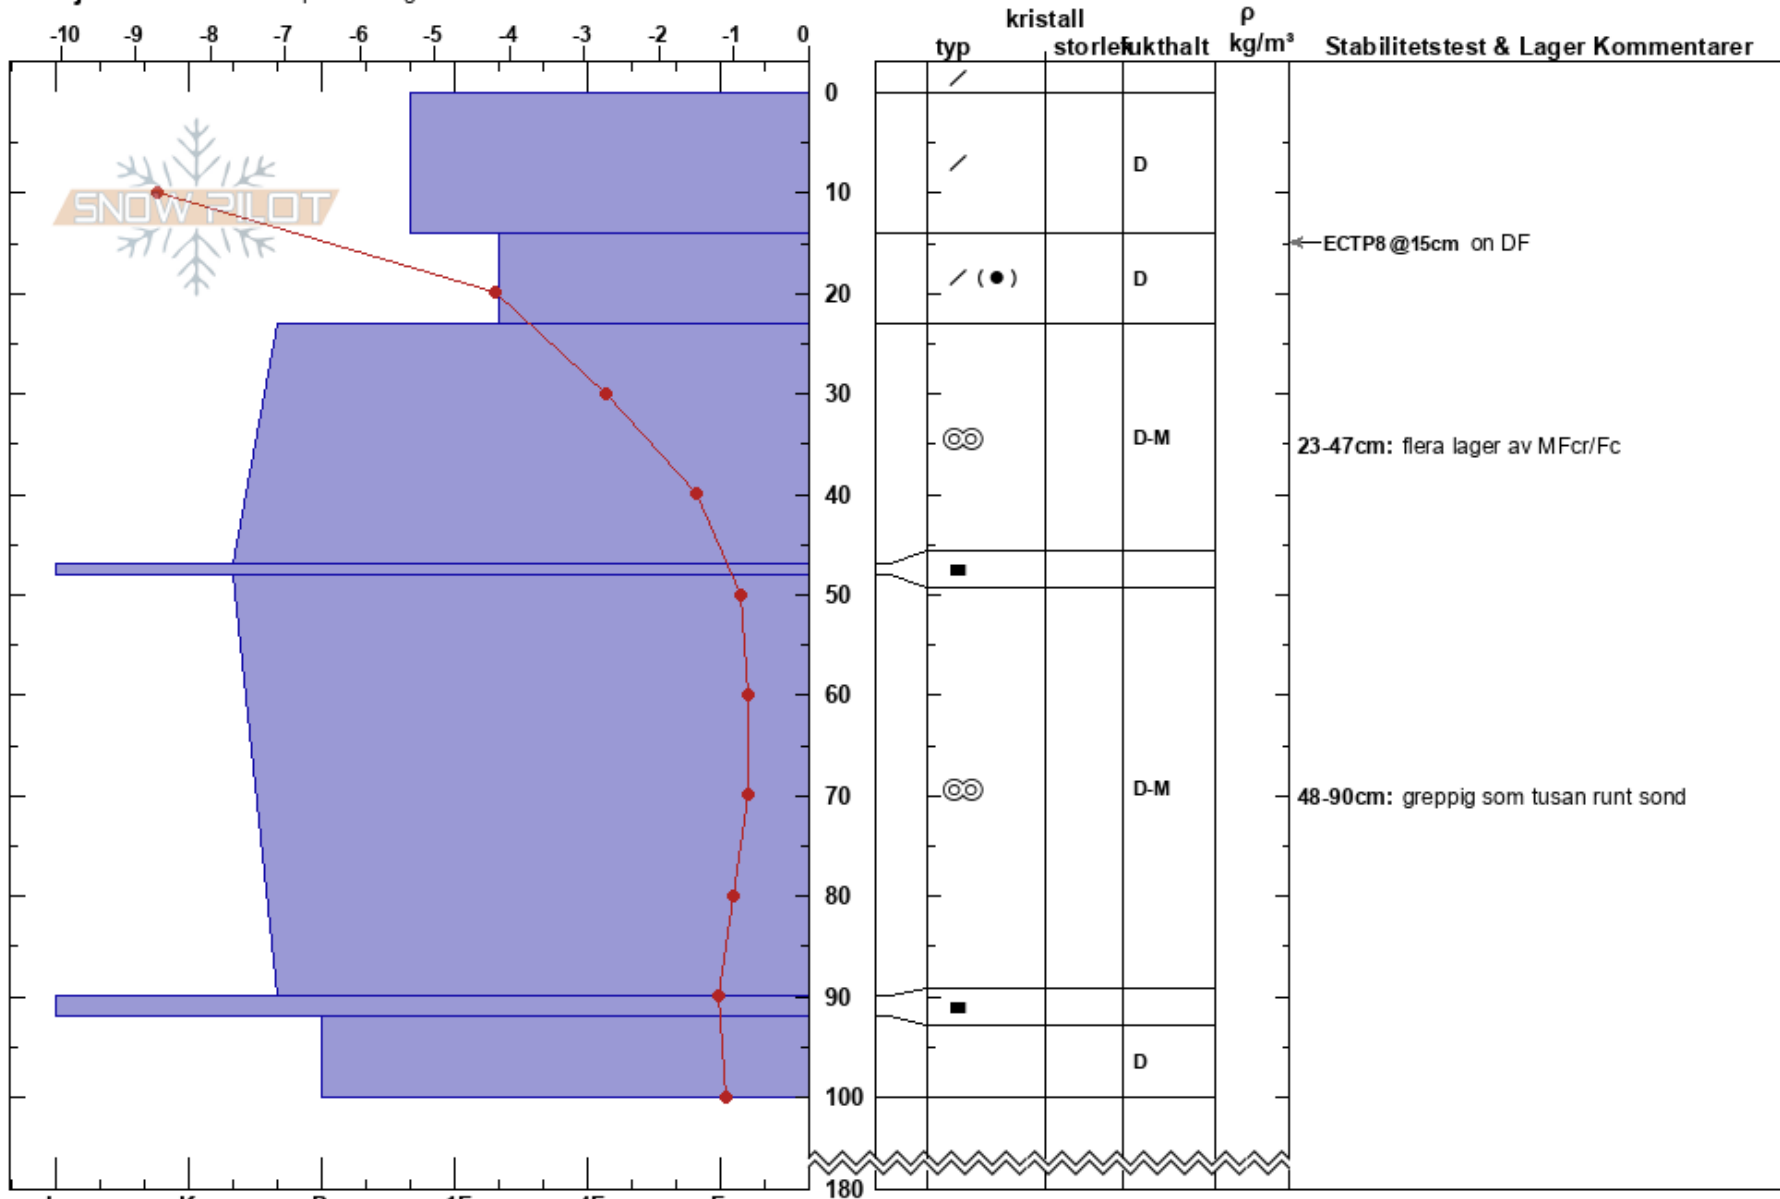 kristall ρ
-10 -9 -8 -7 -6 -5 -4 -3 -2 -1 0 typ storlek fukthalt kg/m³ Stabilitetstest & Lager Kommentarer
0
D
10
SNOW PILOT
ECTP8 @15cm on DF
( ) D
20
30
D-M
23-47cm: flera lager av MFcr/Fc
40
50
60
D-M
70 48-90cm: greppig som tusan runt sond
80
90
D
100
180